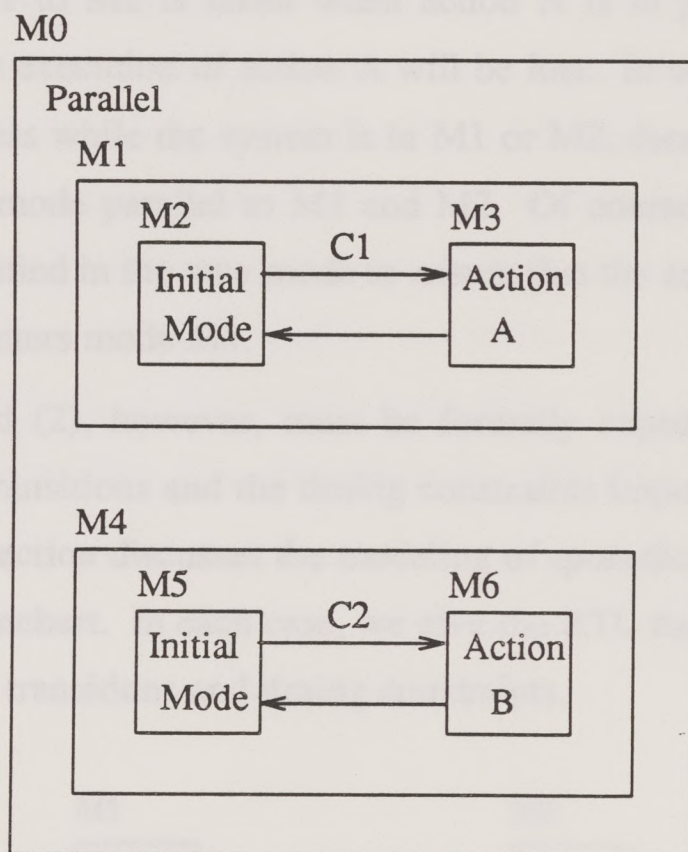 M0
Parallel
M1
M2 C1 M3
Initial Action
Mode A
M4
M5 C2 M6
Initial Action
Mode B